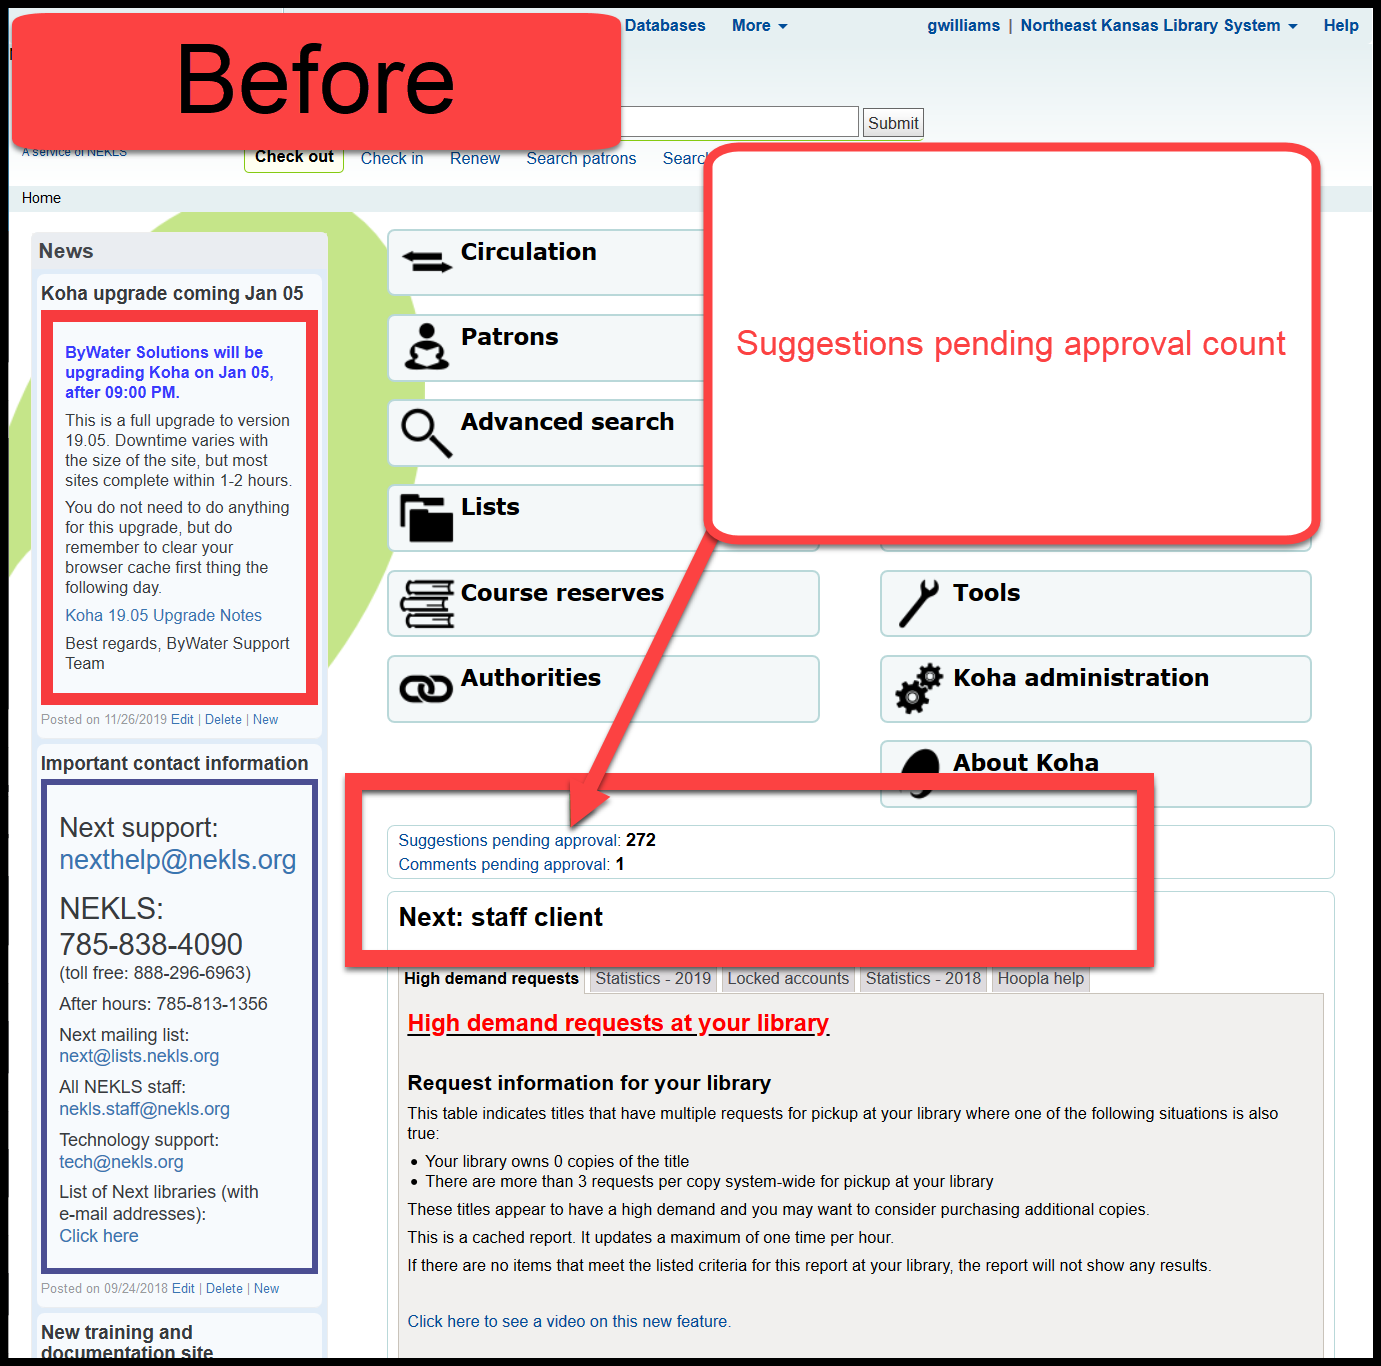 Before
Databases
More
gwilliams | Northeast Kansas Library System
Help
Submit
A service of NEKLS
Check out
Check in
Renew
Search patrons
Searc
Home
News
Koha upgrade coming Jan 05
ByWater Solutions will be
upgrading Koha on Jan 05,
after 09:00 PM.
This is a full upgrade to version
19.05. Downtime varies with
the size of the site, but most
sites complete within 1-2 hours.
You do not need to do anything
for this upgrade, but do
remember to clear your
browser cache first thing the
following day.
Koha 19.05 Upgrade Notes
Best regards, ByWater Support
Team
Posted on 11/26/2019 Edit | Delete | New
Important contact information
Next support:
nexthelp@nekls.org
NEKLS:
785-838-4090
(toll free: 888-296-6963)
After hours: 785-813-1356
Next mailing list:
next@lists.nekls.org
All NEKLS staff:
nekls.staff@nekls.org
Technology support:
tech@nekls.org
List of Next libraries (with
e-mail addresses):
Click here
Posted on 09/24/2018 Edit | Delete | New
New training and
documentation site
Circulation
Patrons
Advanced search
Lists
Course reserves
Authorities
Suggestions pending approval count
Tools
Koha administration
About Koha
Suggestions pending approval: 272
Comments pending approval: 1
Next: staff client
High demand requests
Statistics - 2019
Locked accounts
Statistics - 2018
Hoopla help
High demand requests at your library
Request information for your library
This table indicates titles that have multiple requests for pickup at your library where one of the following situations is also
true:
• Your library owns 0 copies of the title
• There are more than 3 requests per copy system-wide for pickup at your library
These titles appear to have a high demand and you may want to consider purchasing additional copies.
This is a cached report. It updates a maximum of one time per hour.
If there are no items that meet the listed criteria for this report at your library, the report will not show any results.
Click here to see a video on this new feature.